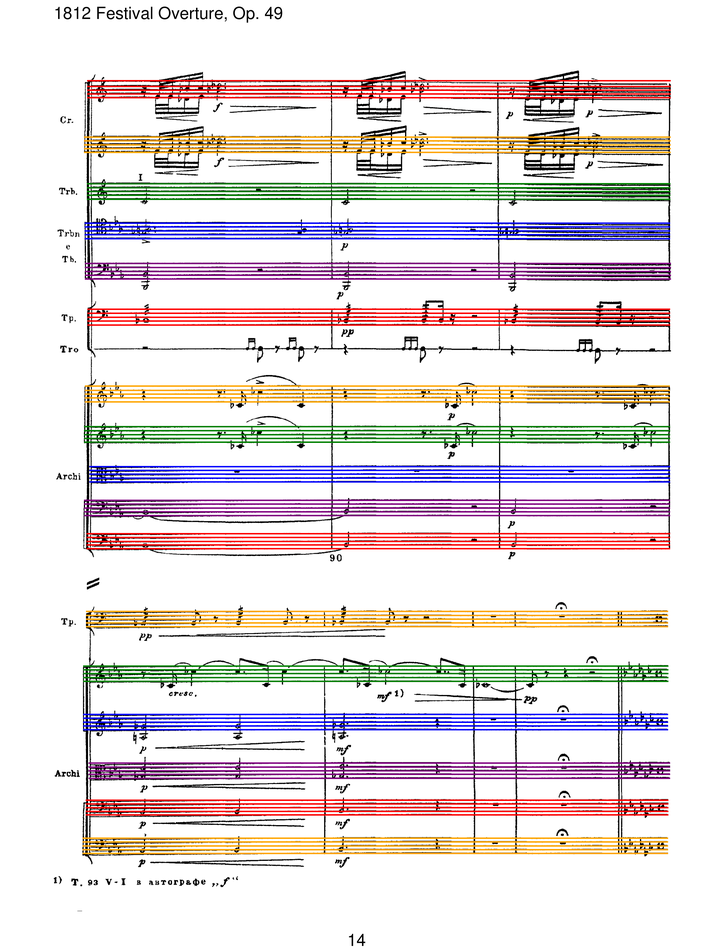 1812 Festival Overture, Op. 49
Cr.
f
p
p
f
p
I
Trb.
Trbn
e
Tb.
p
p
Tp.
pp
Tro
p
p
Archi
p
90
p
Tp.
pp
cresc.
mf 1)
pp
p
mf
Archi
p
mf
p
mf
p
mf
1) Т. 93 V-I в автографе „f“
14